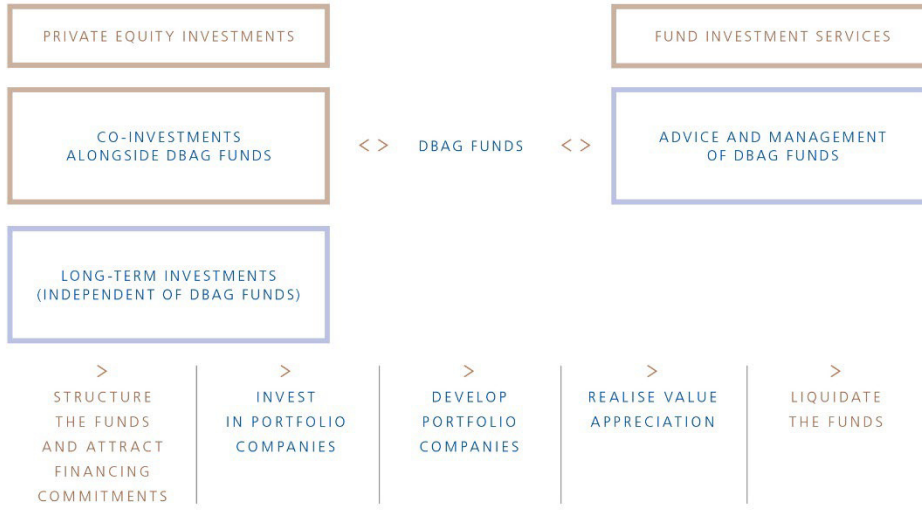 PRIVATE EQUITY INVESTMENTS
FUND INVESTMENT SERVICES
CO-INVESTMENTS
ALONGSIDE DBAG FUNDS
< >
DBAG FUNDS
< >
ADVICE AND MANAGEMENT
OF DBAG FUNDS
LONG-TERM INVESTMENTS
(INDEPENDENT OF DBAG FUNDS)
>
STRUCTURE
THE FUNDS
AND ATTRACT
FINANCING
COMMITMENTS
>
INVEST
IN PORTFOLIO
COMPANIES
>
DEVELOP
PORTFOLIO
COMPANIES
>
REALISE VALUE
APPRECIATION
>
LIQUIDATE
THE FUNDS